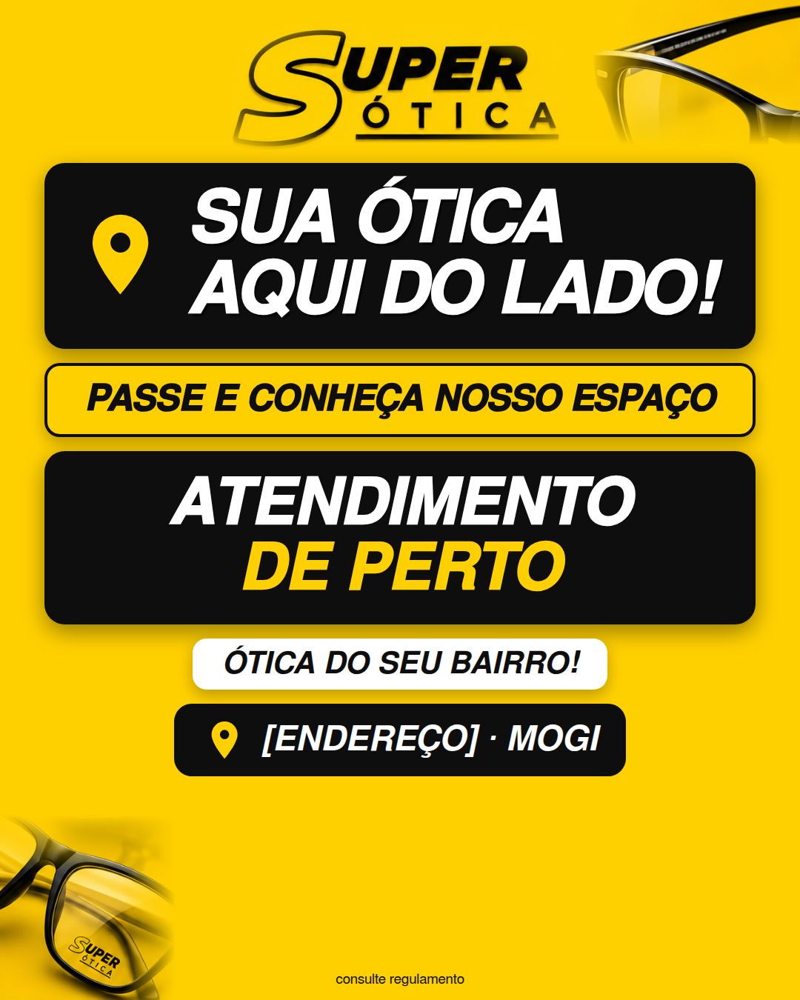 SUPER
ÓTICA
SUA ÓTICA
AQUI DO LADO!
PASSE E CONHEÇA NOSSO ESPAÇO
ATENDIMENTO
DE PERTO
ÓTICA DO SEU BAIRRO!
[ENDEREÇO] · MOGI
SUPER
ÓTICA
consulte regulamento